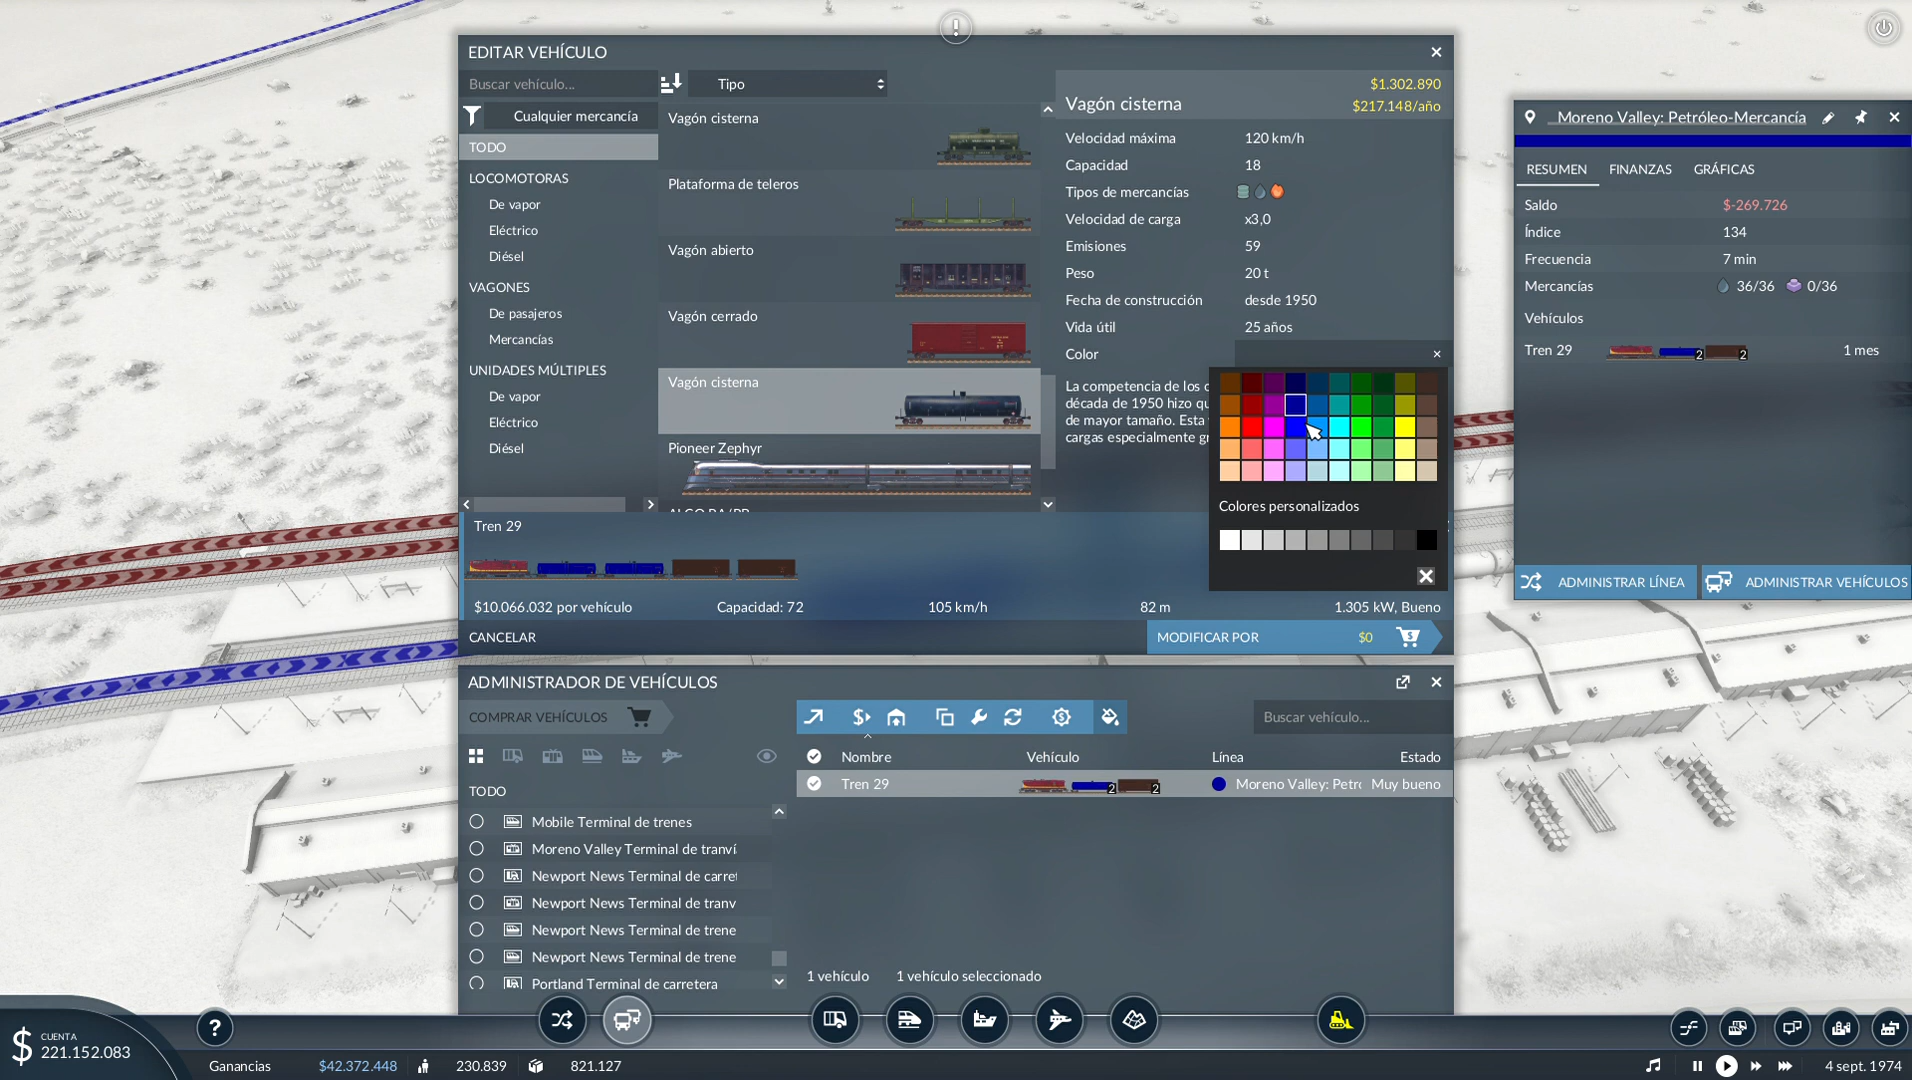 EDITAR VEHÍCULO
Buscar vehículo...
Tipo
Cualquier mercancía
TODO
LOCOMOTORAS
De vapor
Eléctrico
Diésel
VAGONES
De pasajeros
Mercancías
UNIDADES MÚLTIPLES
De vapor
Eléctrico
Diésel
Vagón cisterna
Plataforma de teleros
Vagón abierto
Vagón cerrado
Vagón cisterna
Pioneer Zephyr
$1.302.890
Vagón cisterna
$217.148/año
Velocidad máxima 120 km/h
Capacidad 18
Tipos de mercancías
Velocidad de carga x3,0
Emisiones 59
Peso 20 t
Fecha de construcción desde 1950
Vida útil 25 años
Color
La competencia de los
década de 1950 hizo
de mayor tamaño. Esta
cargas especialmente
Colores personalizados
Tren 29
$10.066.032 por vehículo Capacidad: 72 105 km/h 82 m 1.305 kW, Bueno
CANCELAR
MODIFICAR POR $0
Moreno Valley: Petróleo-Mercancía
RESUMEN FINANZAS GRÁFICAS
Saldo $-269.726
Índice 134
Frecuencia 7 min
Mercancías 36/36 0/36
Vehículos
Tren 29 2 2 1 mes
ADMINISTRAR LÍNEA ADMINISTRAR VEHÍCULOS
ADMINISTRADOR DE VEHÍCULOS
COMPRAR VEHÍCULOS
Buscar vehículo...
TODO
Mobile Terminal de trenes
Moreno Valley Terminal de tranví
Newport News Terminal de carret
Newport News Terminal de tranv
Newport News Terminal de trene
Newport News Terminal de trene
Portland Terminal de carretera
Nombre Vehículo Línea Estado
Tren 29 2 2 Moreno Valley: Petr Muy bueno
1 vehículo 1 vehículo seleccionado
?
$ CUENTA
221.152.083
Ganancias $42.372.448 230.839 821.127
4 sept. 1974